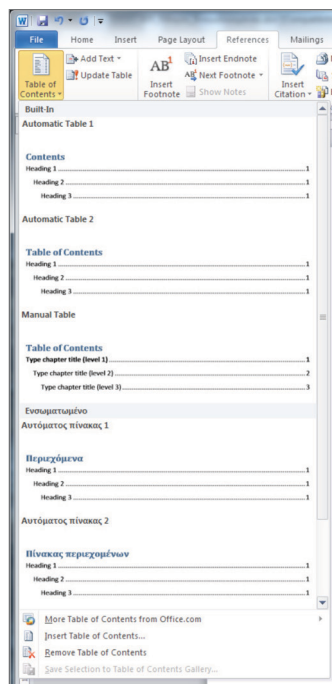 File Home Insert Page Layout References Mailings
Table of Contents
Add Text
Update Table
AB¹
Insert Footnote
Insert Endnote
Next Footnote
Show Notes
Insert Citation
Built-In
Automatic Table 1
Contents
Heading 1 1
Heading 2 1
Heading 3 1
Automatic Table 2
Table of Contents
Heading 1 1
Heading 2 1
Heading 3 1
Manual Table
Table of Contents
Type chapter title (level 1) 1
Type chapter title (level 2) 2
Type chapter title (level 3) 3
Ενσωματωμένο
Αυτόματος πίνακας 1
Περιεχόμενα
Heading 1 1
Heading 2 1
Heading 3 1
Αυτόματος πίνακας 2
Πίνακας περιεχομένων
Heading 1 1
Heading 2 1
Heading 3 1
More Table of Contents from Office.com
Insert Table of Contents...
Remove Table of Contents
Save Selection to Table of Contents Gallery...